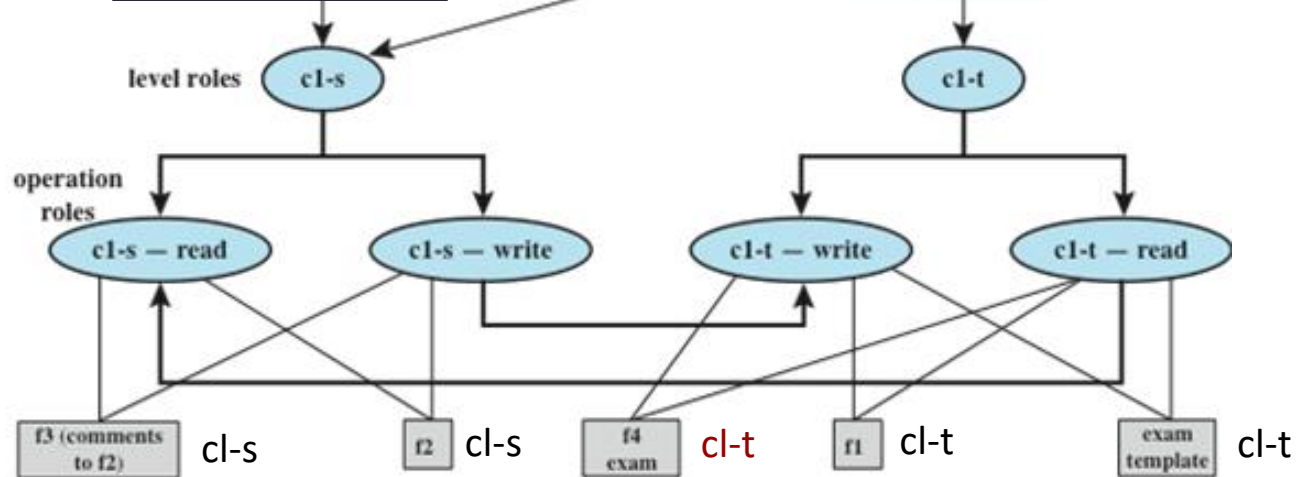 level roles
c1-s
c1-t
operation
roles
c1-s — read
c1-s — write
c1-t — write
c1-t — read
f3 (comments
to f2)
cl-s
f2
cl-s
f4
exam
cl-t
f1
cl-t
exam
template
cl-t